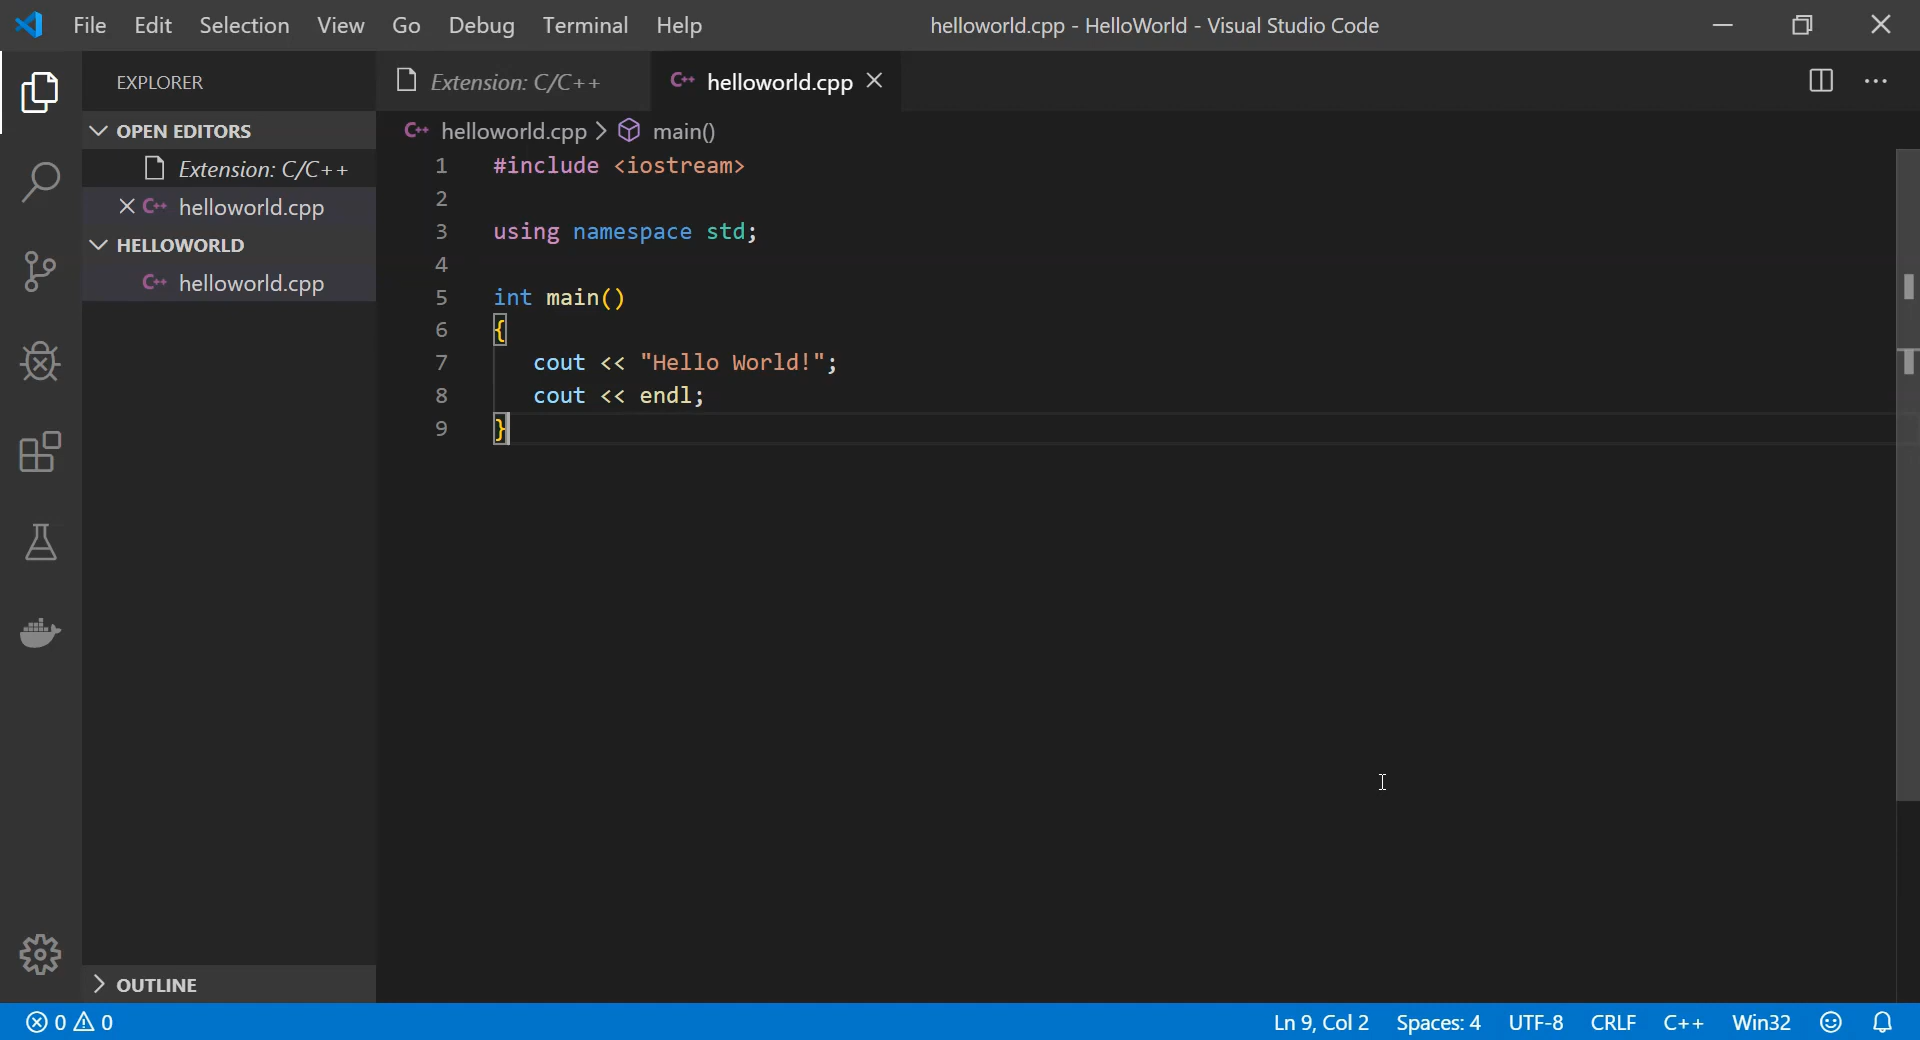 File Edit Selection View Go Debug Terminal Help helloworld.cpp - HelloWorld - Visual Studio Code
EXPLORER
Extension: C/C++
C++ helloworld.cpp
OPEN EDITORS
Extension: C/C++
C++ helloworld.cpp
HELLOWORLD
C++ helloworld.cpp
OUTLINE
C++ helloworld.cpp > main()
1 #include <iostream>
2
3 using namespace std;
4
5 int main()
6 {
7 cout << "Hello World!";
8 cout << endl;
9 }
0 0 Ln 9, Col 2 Spaces: 4 UTF-8 CRLF C++ Win32